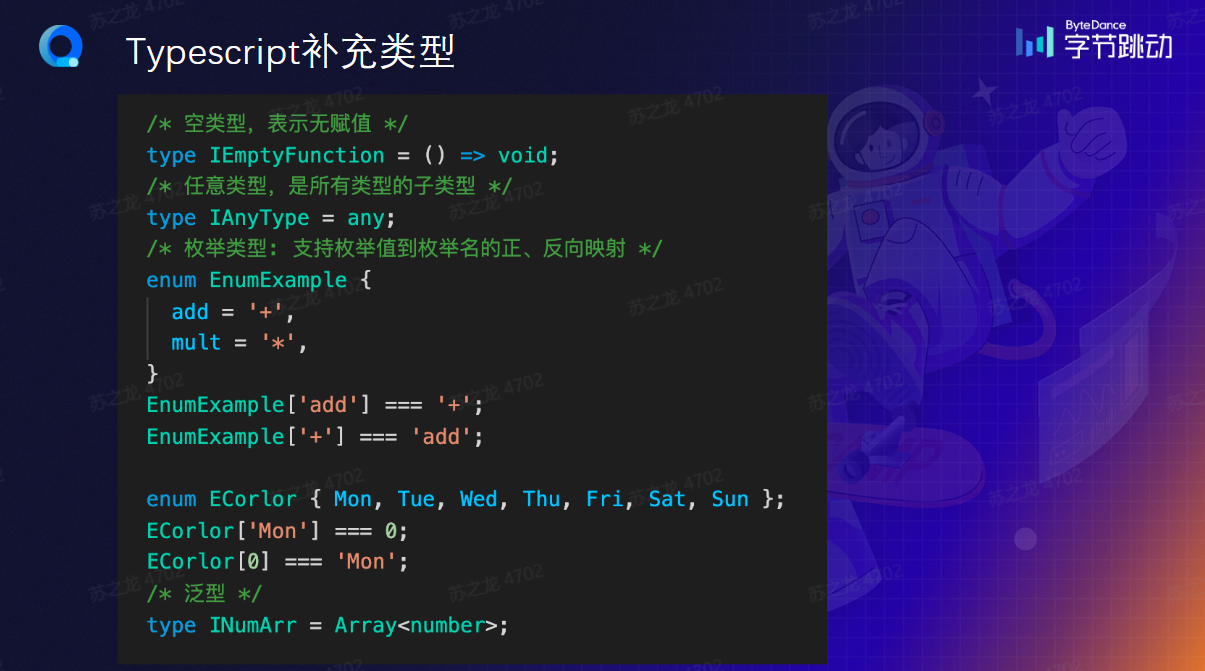 Typescript补充类型
ByteDance
字节跳动
/* 空类型，表示无赋值 */
type IEmptyFunction = () => void;
/* 任意类型，是所有类型的子类型 */
type IAnyType = any;
/* 枚举类型: 支持枚举值到枚举名的正、反向映射 */
enum EnumExample {
  add = '+',
  mult = '*',
}
EnumExample['add'] === '+';
EnumExample['+'] === 'add';
enum ECorlor { Mon, Tue, Wed, Thu, Fri, Sat, Sun };
ECorlor['Mon'] === 0;
ECorlor[0] === 'Mon';
/* 泛型 */
type INumArr = Array<number>;
苏之龙 4702